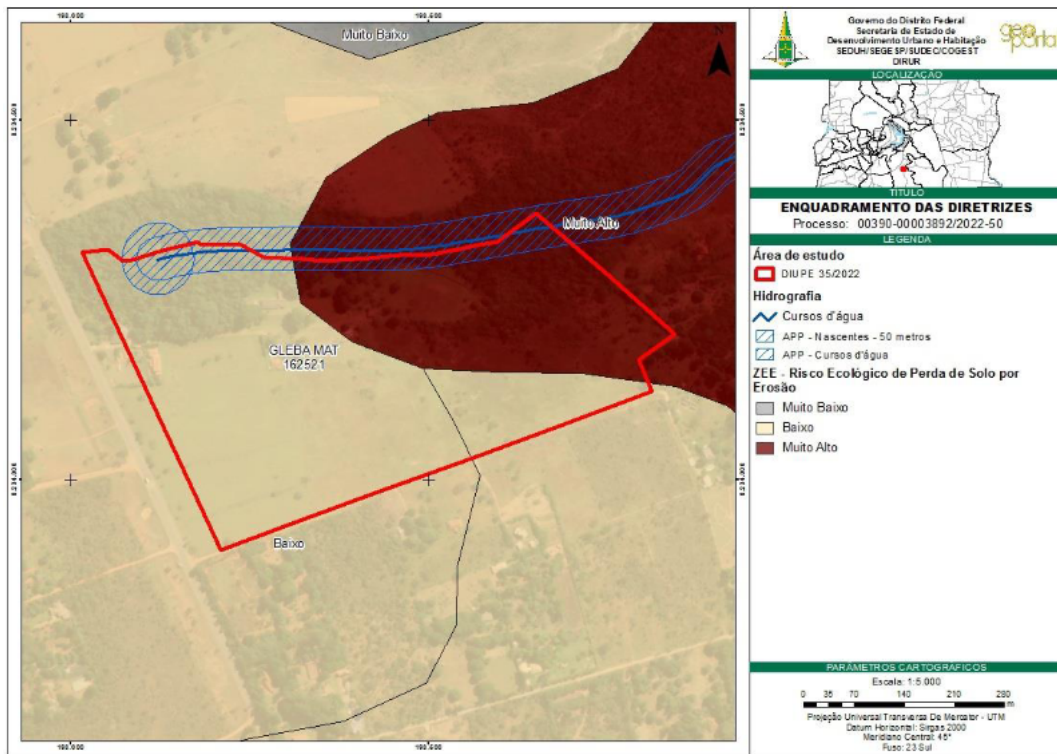 Governo do Distrito Federal
Secretaria de Estado de
Desenvolvimento Urbano e Habitação
SEDUH/SEGESP/SUDEC/COGEST
DIRUR
geoportal
LOCALIZAÇÃO
TÍTULO
ENQUADRAMENTO DAS DIRETRIZES
Processo: 00390-00003892/2022-50
LEGENDA
Área de estudo
DIUPE 35/2022
Hidrografia
Cursos d'água
APP - Nascentes - 50 metros
APP - Cursos d'água
ZEE - Risco Ecológico de Perda de Solo por
Erosão
Muito Baixo
Baixo
Muito Alto
PARÂMETROS CARTOGRÁFICOS
Escala: 1:5.000
0 35 70 140 210 280
m
Projeção Universal Transversa De Mercator - UTM
Datum Horizontal: Sirgas 2000
Meridiano Central: 45°
Fuso: 23 Sul
Muito Baixo
N
Muito Alto
GLEBA MAT
162521
Baixo